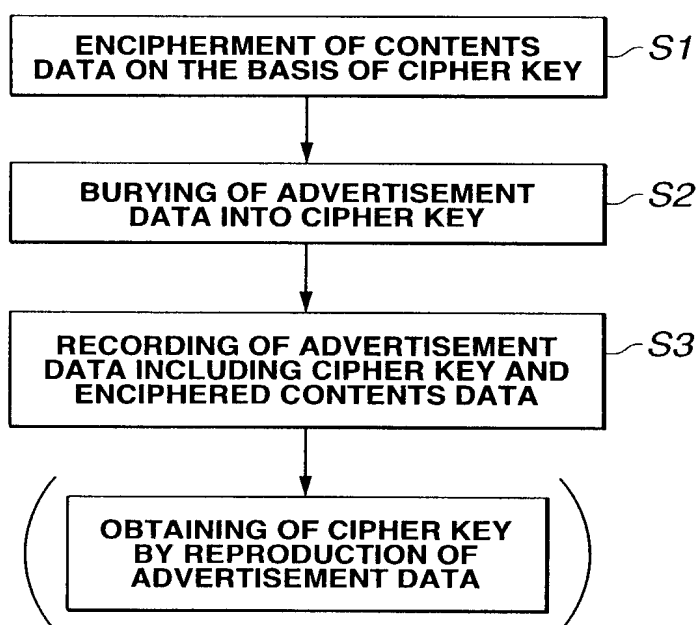 ENCIPHERMENT OF CONTENTS
DATA ON THE BASIS OF CIPHER KEY
S1
BURYING OF ADVERTISEMENT
DATA INTO CIPHER KEY
S2
RECORDING OF ADVERTISEMENT
DATA INCLUDING CIPHER KEY AND
ENCIPHERED CONTENTS DATA
S3
OBTAINING OF CIPHER KEY
BY REPRODUCTION OF
ADVERTISEMENT DATA